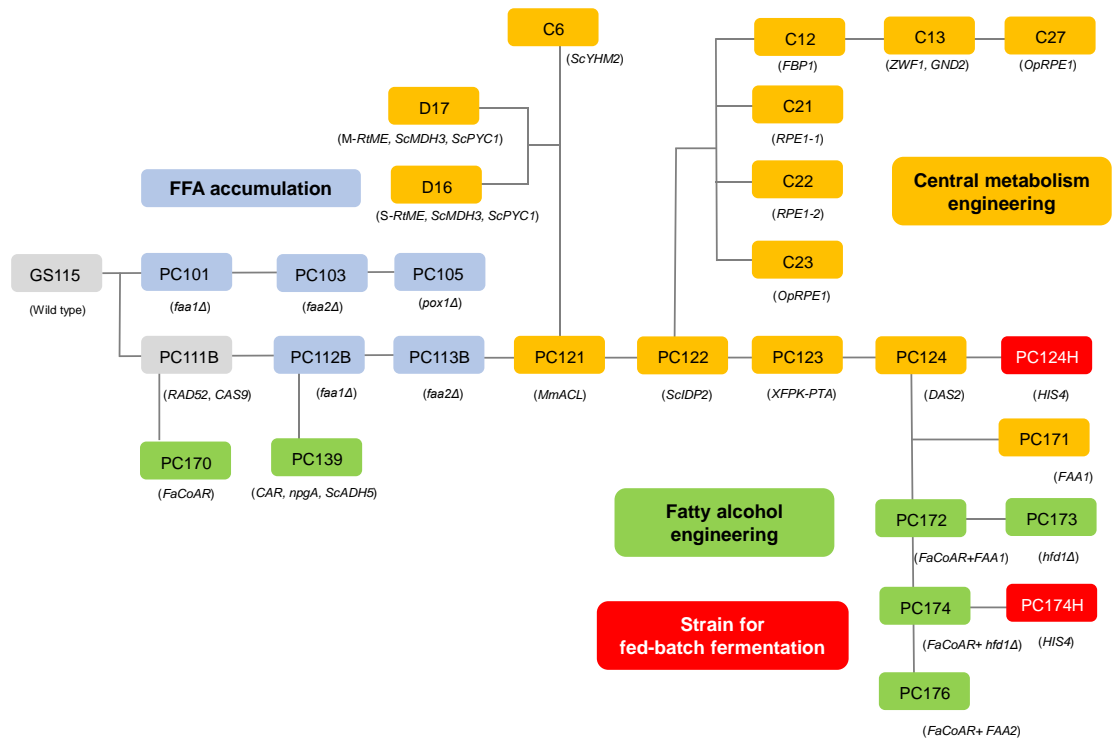 C6
(ScYHM2)
C12
(FBP1)
C13
(ZWF1, GND2)
C27
(OpRPE1)
D17
(M-RtME, ScMDH3, ScPYC1)
C21
(RPE1-1)
FFA accumulation
D16
(S-RtME, ScMDH3, ScPYC1)
C22
(RPE1-2)
Central metabolism
engineering
GS115
(Wild type)
PC101
(faa1Δ)
PC103
(faa2Δ)
PC105
(pox1Δ)
C23
(OpRPE1)
PC111B
(RAD52, CAS9)
PC112B
(faa1Δ)
PC113B
(faa2Δ)
PC121
(MmACL)
PC122
(ScIDP2)
PC123
(XFPK-PTA)
PC124
(DAS2)
PC124H
(HIS4)
PC170
(FaCoAR)
PC139
(CAR, npgA, ScADH5)
PC171
(FAA1)
Fatty alcohol
engineering
PC172
(FaCoAR+FAA1)
PC173
(hfd1Δ)
Strain for
fed-batch fermentation
PC174
(FaCoAR+ hfd1Δ)
PC174H
(HIS4)
PC176
(FaCoAR+ FAA2)